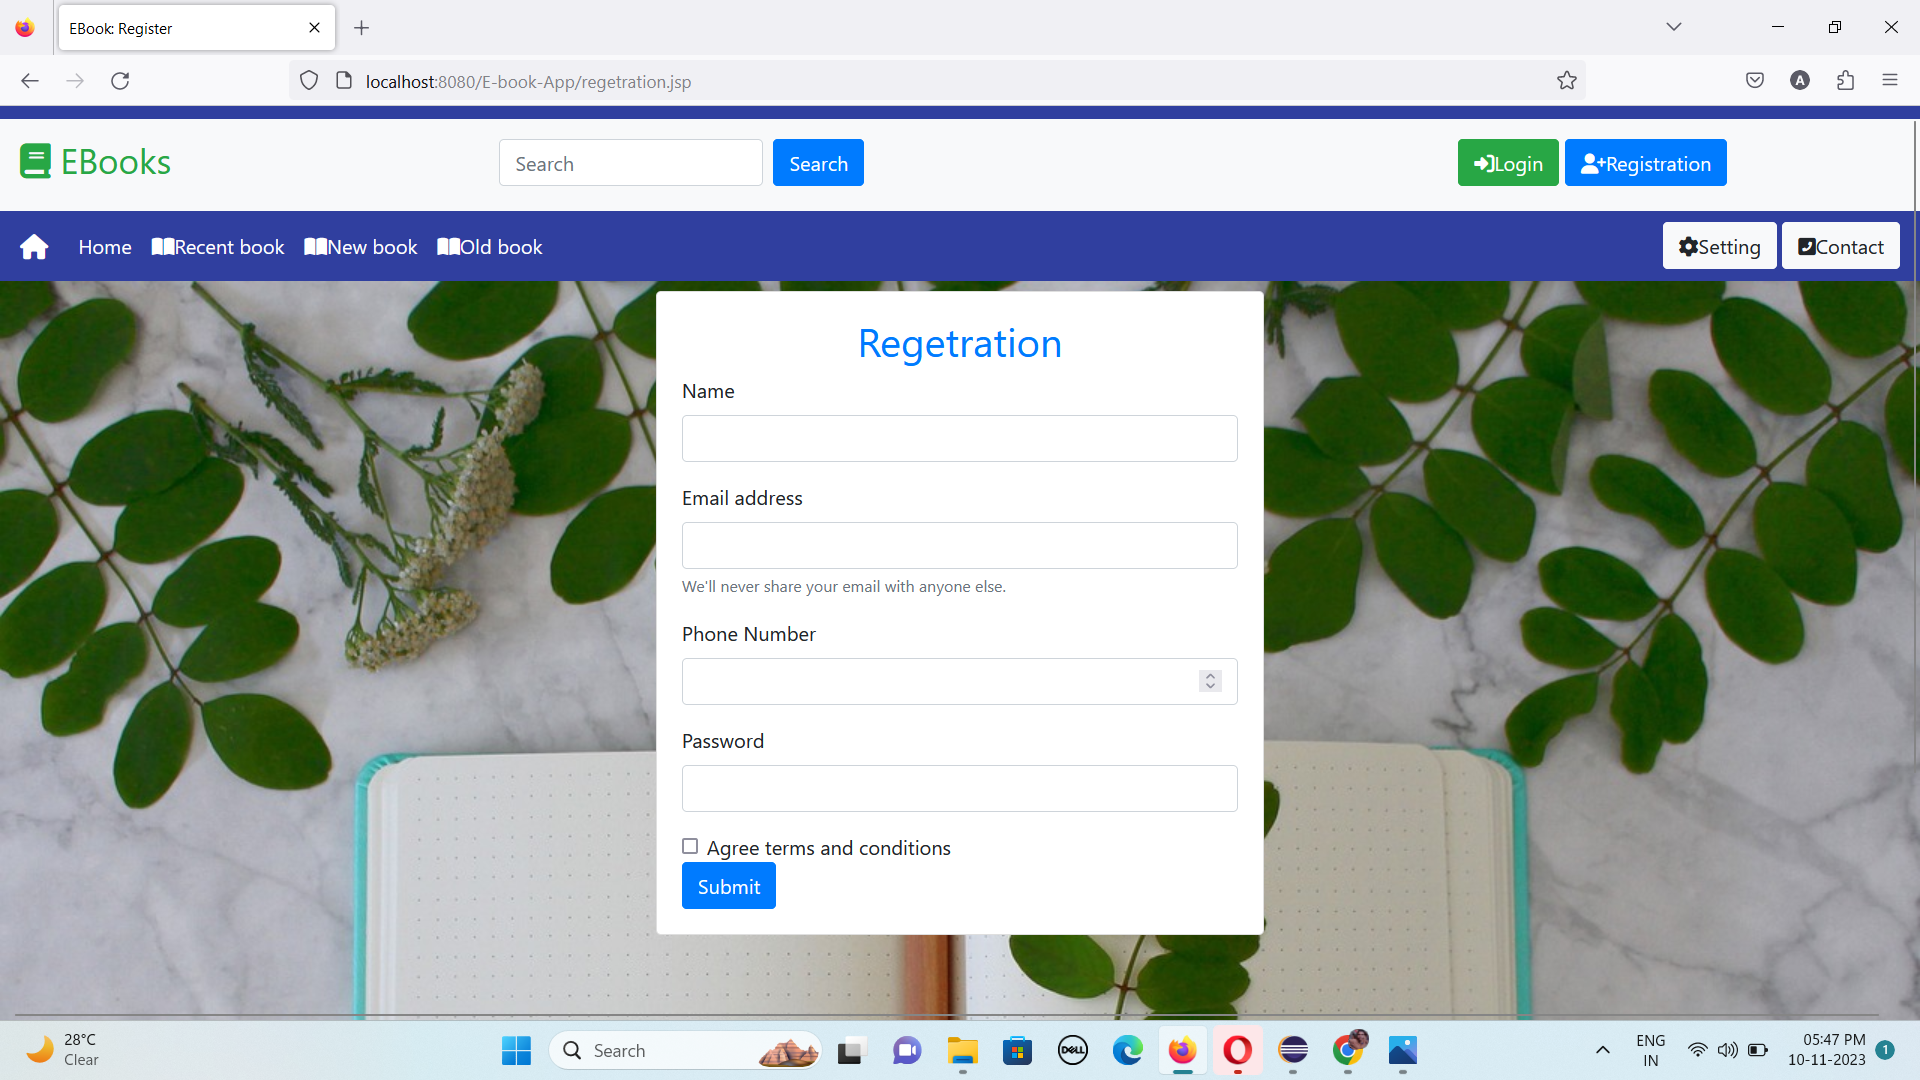 EBook: Register
localhost:8080/E-book-App/regetration.jsp
A
EBooks
Search
Search
Login
Registration
Home
Recent book
New book
Old book
Setting
Contact
Regetration
Name
Email address
We'll never share your email with anyone else.
Phone Number
Password
Agree terms and conditions
Submit
28°C
Clear
Search
DELL
ENG
IN
05:47 PM
10-11-2023
1